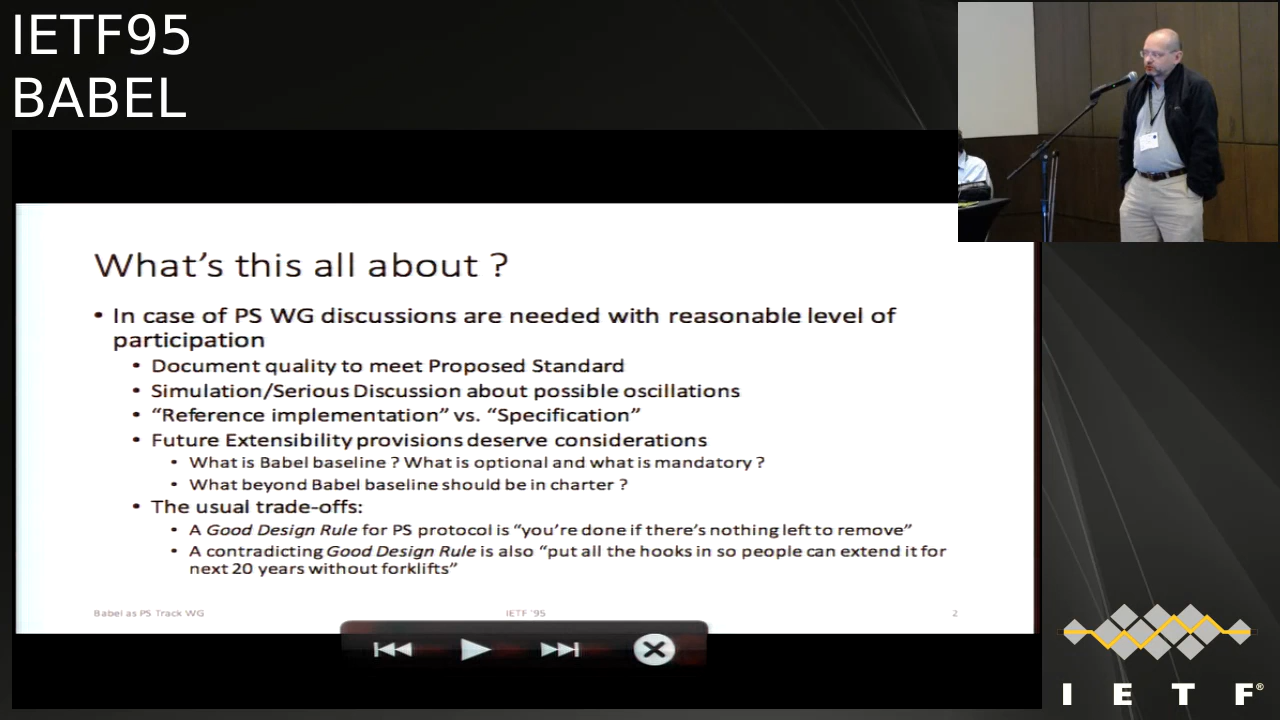 IETF95
BABEL
What's this all about ?
• In case of PS WG discussions are needed with reasonable level of
participation
• Document quality to meet Proposed Standard
• Simulation/Serious Discussion about possible oscillations
• “Reference implementation” vs. “Specification”
• Future Extensibility provisions deserve considerations
• What is Babel baseline ? What is optional and what is mandatory ?
• What beyond Babel baseline should be in charter ?
• The usual trade-offs:
• A Good Design Rule for PS protocol is “you’re done if there’s nothing left to remove”
• A contradicting Good Design Rule is also “put all the hooks in so people can extend it for
next 20 years without forklifts”
Babel as PS Track WG IETF '95 2
I E T F®